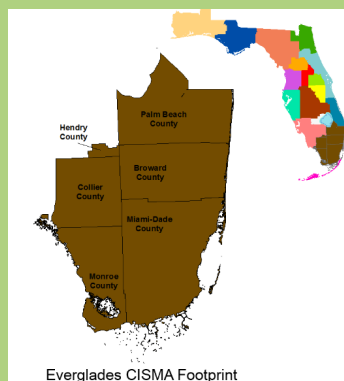 Palm Beach
County
Hendry
County
Broward
County
Collier
County
Miami-Dade
County
Monroe
County
Everglades CISMA Footprint